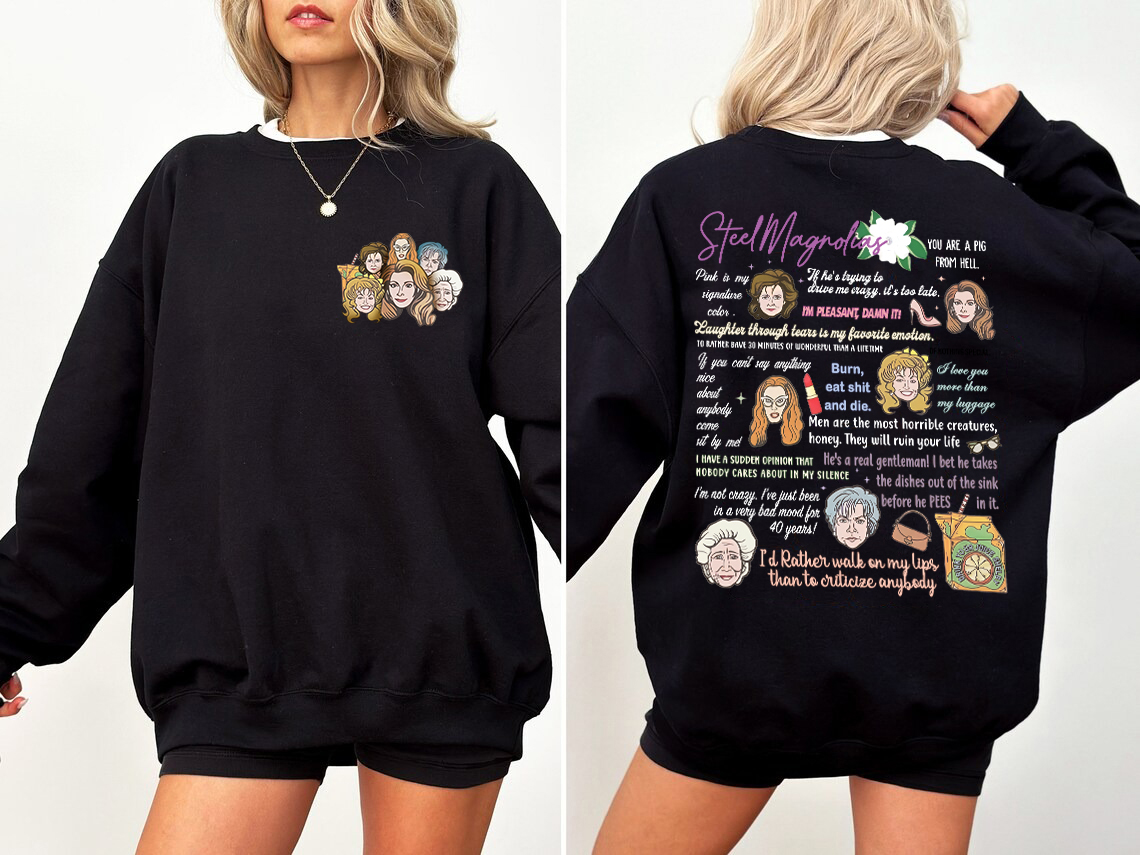 Steel Magnolias
YOU ARE A PIG
FROM HELL.
Pink is my
signature
color .
If he's trying to
drive me crazy, it's too late.
I'M PLEASANT, DAMN IT!
Laughter through tears is my favorite emotion.
TO RATHER HAVE 30 MINUTES OF WONDERFUL THAN A LIFETIME
If you can't say anything
nice
about
anybody
come
sit by me!
Burn,
eat shit
and die.
I love you
more than
my luggage
Men are the most horrible creatures,
honey. They will ruin your life
I HAVE A SUDDEN OPINION THAT
NOBODY CARES ABOUT IN MY SILENCE
He's a real gentleman! I bet he takes
the dishes out of the sink
before he PEES in it.
I'm not crazy, I've just been
in a very bad mood for
40 years!
I'd Rather walk on my lips
than to criticize anybody